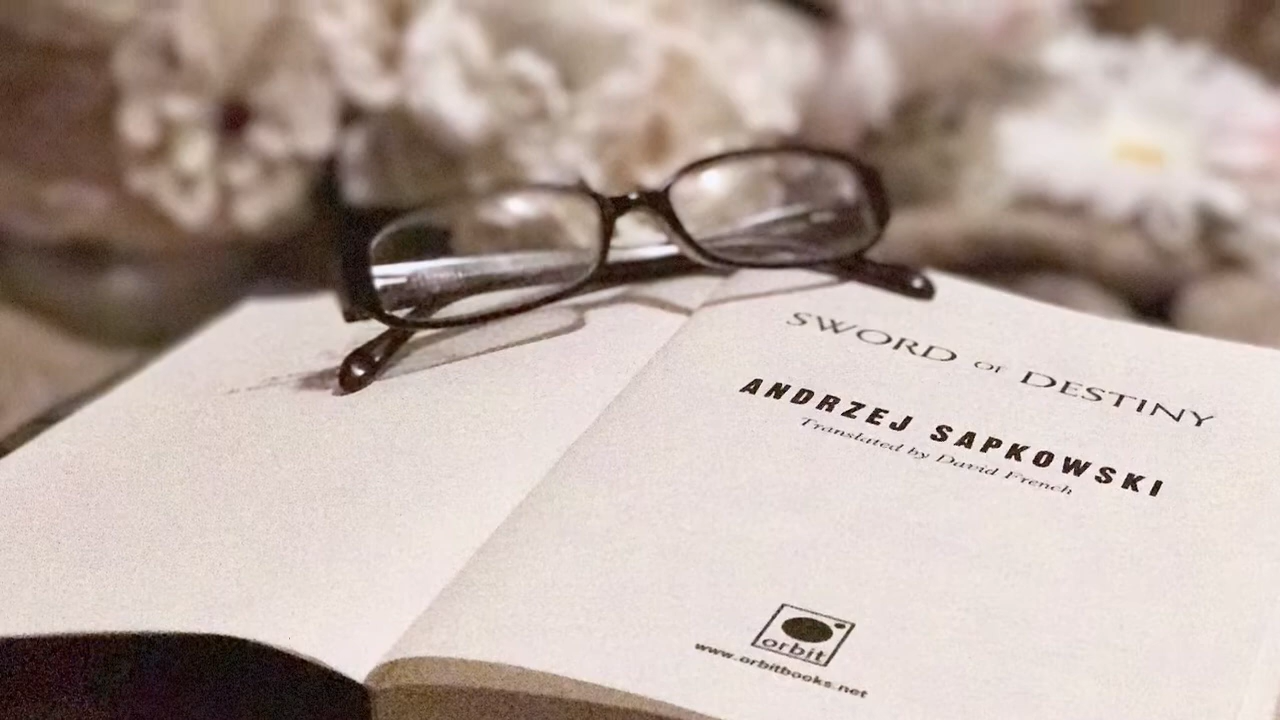 SWORD OF DESTINY
ANDRZEJ SAPKOWSKI
Translated by David French
orbit
www.orbitbooks.net